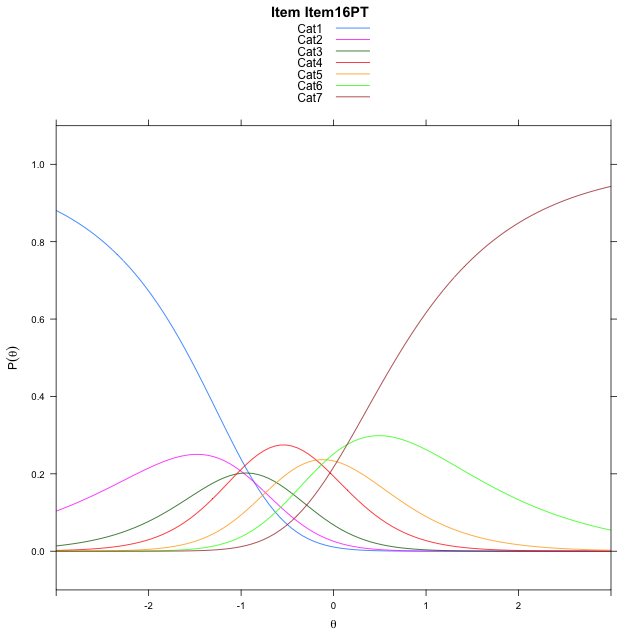 Item Item16PT
Cat1
Cat2
Cat3
Cat4
Cat5
Cat6
Cat7
1.0
0.8
0.6
0.4
0.2
0.0
P(θ)
-2 -1 0 1 2
θ